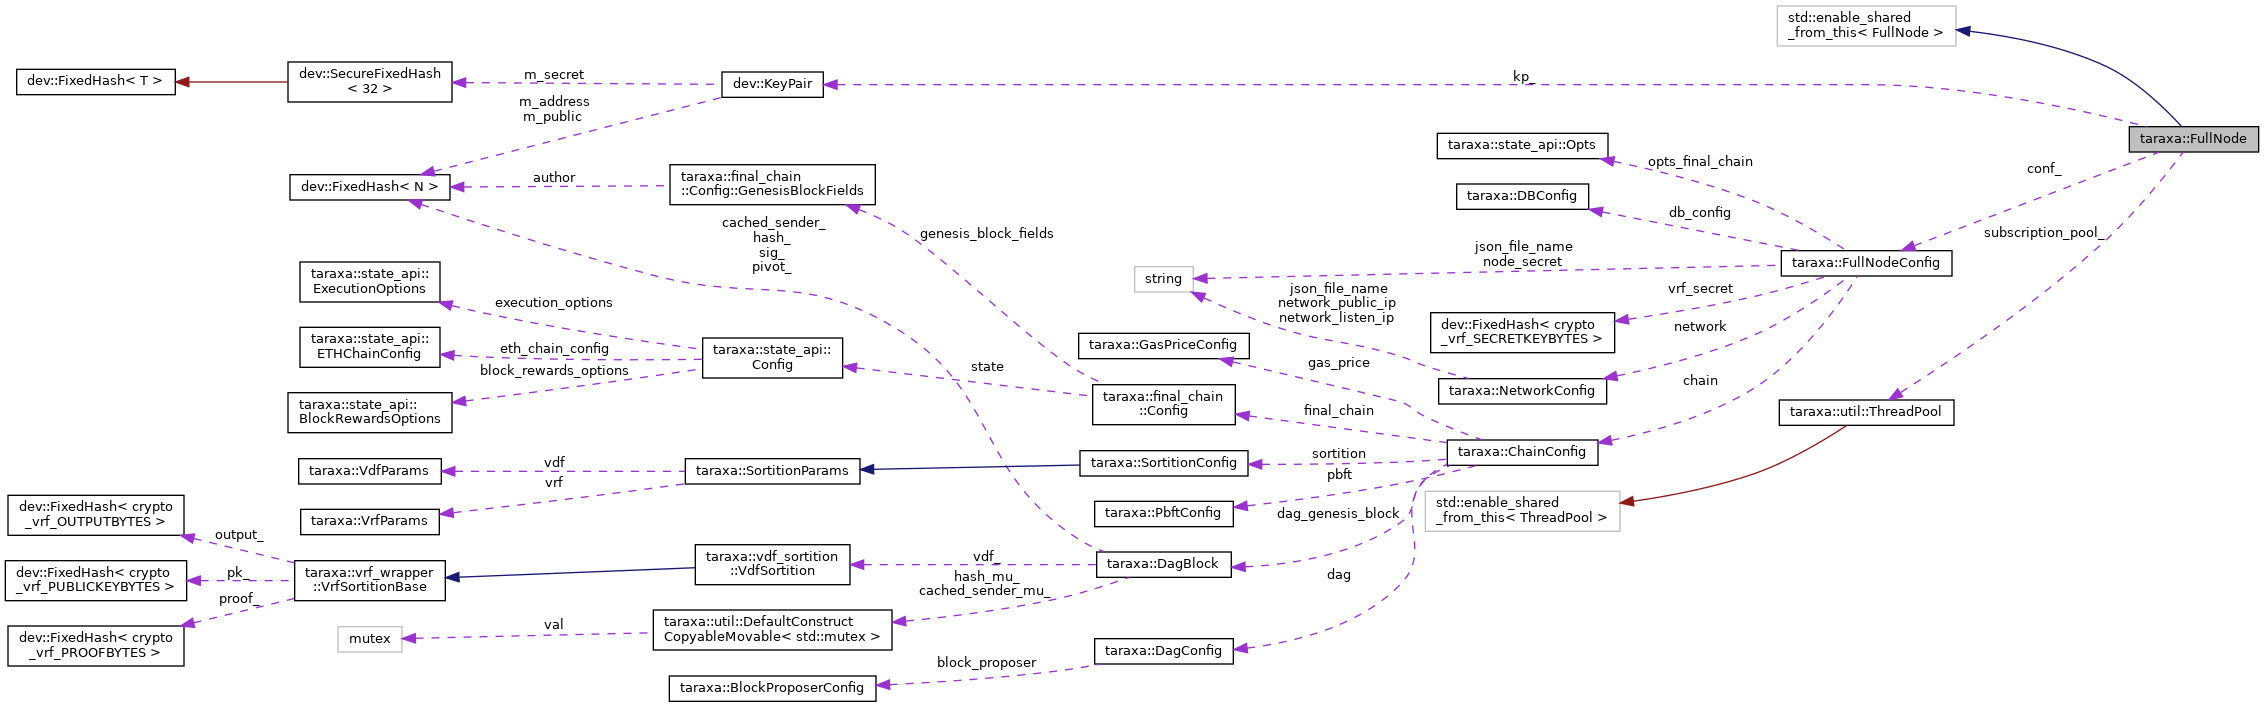 std::enable_shared
_from_this< FullNode >
dev::FixedHash< T >
dev::SecureFixedHash
< 32 >
m_secret
dev::KeyPair
kp_
m_address
m_public
taraxa::FullNode
taraxa::state_api::Opts
opts_final_chain
conf_
dev::FixedHash< N >
author
taraxa::final_chain
::Config::GenesisBlockFields
taraxa::DBConfig
db_config
subscription_pool_
cached_sender_
hash_
sig_
pivot_
genesis_block_fields
json_file_name
node_secret
taraxa::FullNodeConfig
taraxa::state_api::
ExecutionOptions
execution_options
string
json_file_name
network_public_ip
network_listen_ip
vrf_secret
dev::FixedHash< crypto
_vrf_SECRETKEYBYTES >
network
taraxa::state_api::
ETHChainConfig
eth_chain_config
block_rewards_options
taraxa::state_api::
Config
state
taraxa::GasPriceConfig
gas_price
taraxa::NetworkConfig
chain
taraxa::state_api::
BlockRewardsOptions
taraxa::final_chain
::Config
final_chain
taraxa::util::ThreadPool
taraxa::ChainConfig
taraxa::VdfParams
vdf
vrf
taraxa::SortitionParams
taraxa::SortitionConfig
sortition
pbft
taraxa::VrfParams
taraxa::PbftConfig
dag_genesis_block
std::enable_shared
_from_this< ThreadPool >
dev::FixedHash< crypto
_vrf_OUTPUTBYTES >
output_
dev::FixedHash< crypto
_vrf_PUBLICKEYBYTES >
pk_
proof_
taraxa::vrf_wrapper
::VrfSortitionBase
taraxa::vdf_sortition
::VdfSortition
vdf_
taraxa::DagBlock
hash_mu_
cached_sender_mu_
dag
dev::FixedHash< crypto
_vrf_PROOFBYTES >
mutex
val
taraxa::util::DefaultConstruct
CopyableMovable< std::mutex >
taraxa::DagConfig
block_proposer
taraxa::BlockProposerConfig